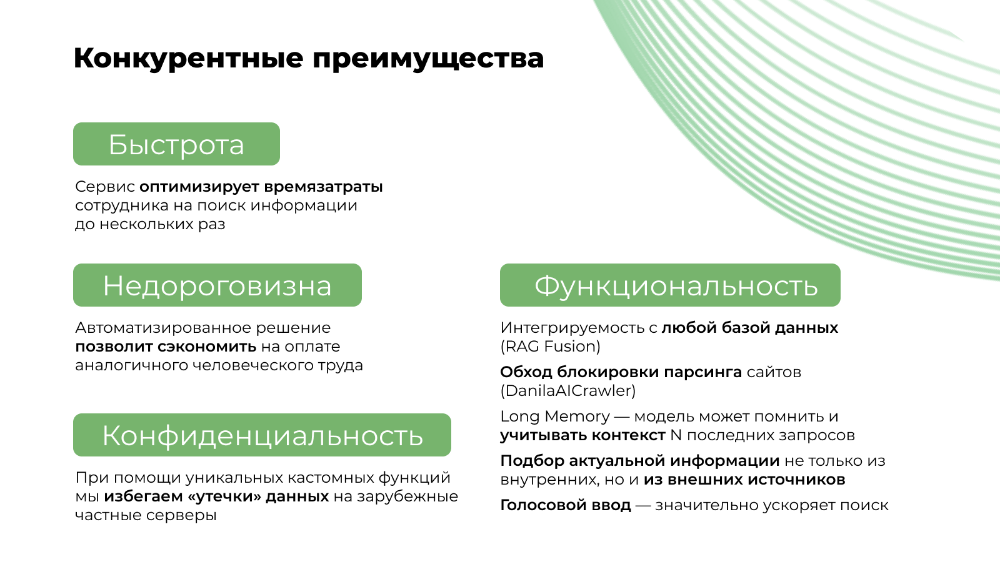 Конкурентные преимущества
Быстрота
Сервис оптимизирует времязатраты
сотрудника на поиск информации
до нескольких раз
Недороговизна
Автоматизированное решение
позволит сэкономить на оплате
аналогичного человеческого труда
Конфиденциальность
При помощи уникальных кастомных функций
мы избегаем «утечки» данных на зарубежные
частные серверы
Функциональность
Интегрируемость с любой базой данных
(RAG Fusion)
Обход блокировки парсинга сайтов
(DanilaAICrawler)
Long Memory — модель может помнить и
учитывать контекст N последних запросов
Подбор актуальной информации не только из
внутренних, но и из внешних источников
Голосовой ввод — значительно ускоряет поиск